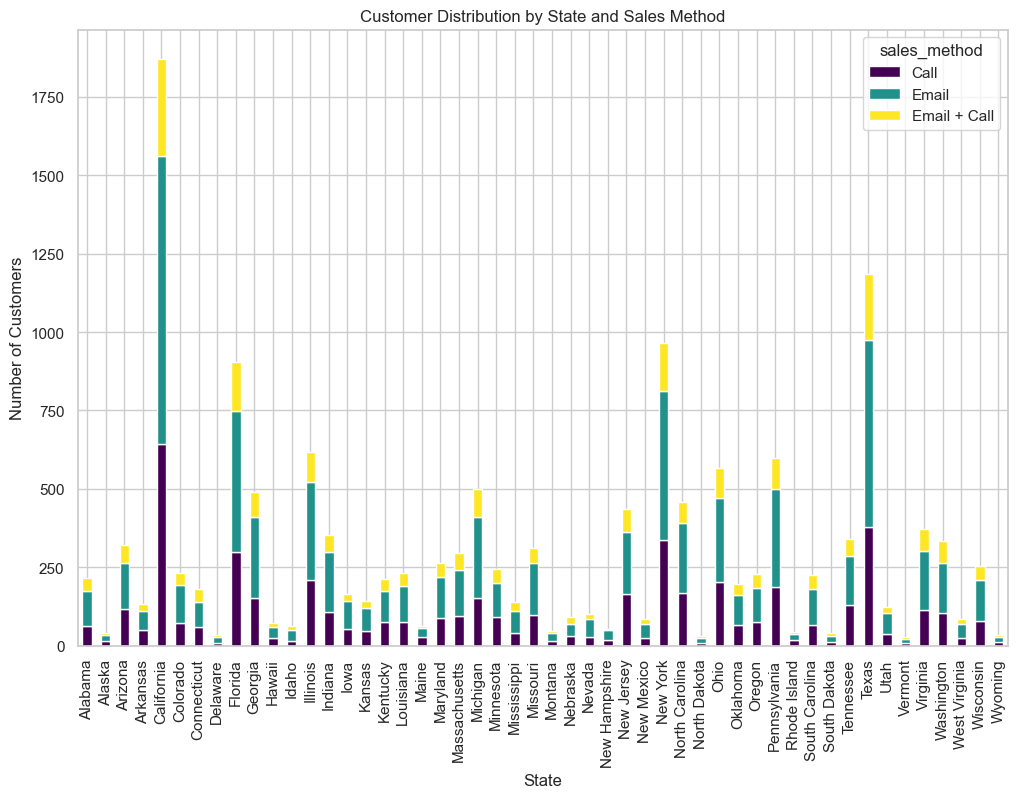 Customer Distribution by State and Sales Method
sales_method
Call
Email
Email + Call
Number of Customers
1750
1500
1250
1000
750
500
250
0
Alabama
Alaska
Arizona
Arkansas
California
Colorado
Connecticut
Delaware
Florida
Georgia
Hawaii
Idaho
Illinois
Indiana
Iowa
Kansas
Kentucky
Louisiana
Maine
Maryland
Massachusetts
Michigan
Minnesota
Mississippi
Missouri
Montana
Nebraska
Nevada
New Hampshire
New Jersey
New Mexico
New York
North Carolina
North Dakota
Ohio
Oklahoma
Oregon
Pennsylvania
Rhode Island
South Carolina
South Dakota
Tennessee
Texas
Utah
Vermont
Virginia
Washington
West Virginia
Wisconsin
Wyoming
State